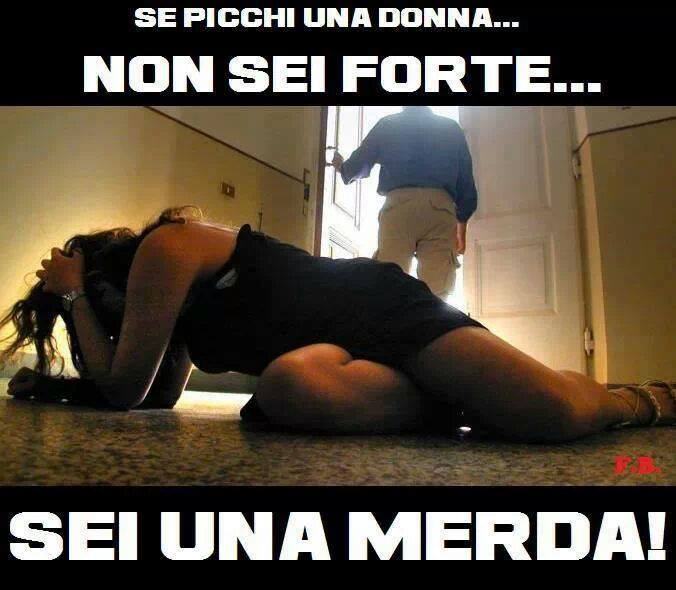 SE PICCHI UNA DONNA...
NON SEI FORTE...
F.B.
SEI UNA MERDA!